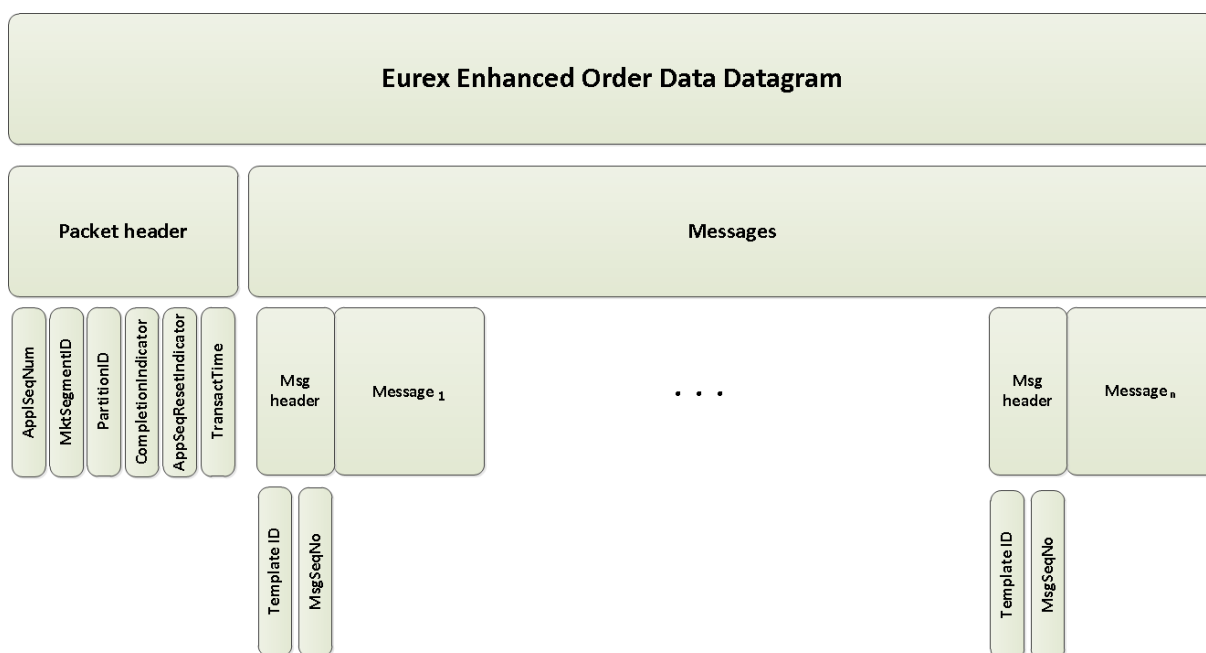 Eurex Enhanced Order Data Datagram
Packet header
Messages
ApplSeqNum
MktSegmentID
PartitionID
CompletionIndicator
AppSeqResetIndicator
TransactTime
Msg
header
Message 1
. . .
Msg
header
Message n
Template ID
MsgSeqNo
Template ID
MsgSeqNo